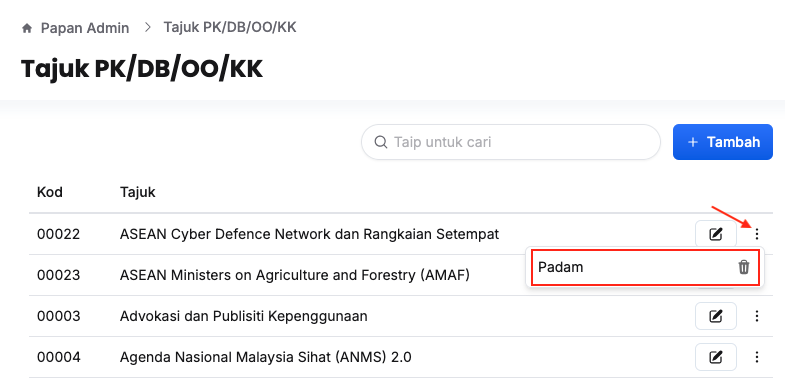 Papan Admin > Tajuk PK/DB/OO/KK
Tajuk PK/DB/OO/KK
Taip untuk cari
+ Tambah
Kod Tajuk
00022 ASEAN Cyber Defence Network dan Rangkaian Setempat
Padam
00023 ASEAN Ministers on Agriculture and Forestry (AMAF)
00003 Advokasi dan Publisiti Kepenggunaan
00004 Agenda Nasional Malaysia Sihat (ANMS) 2.0